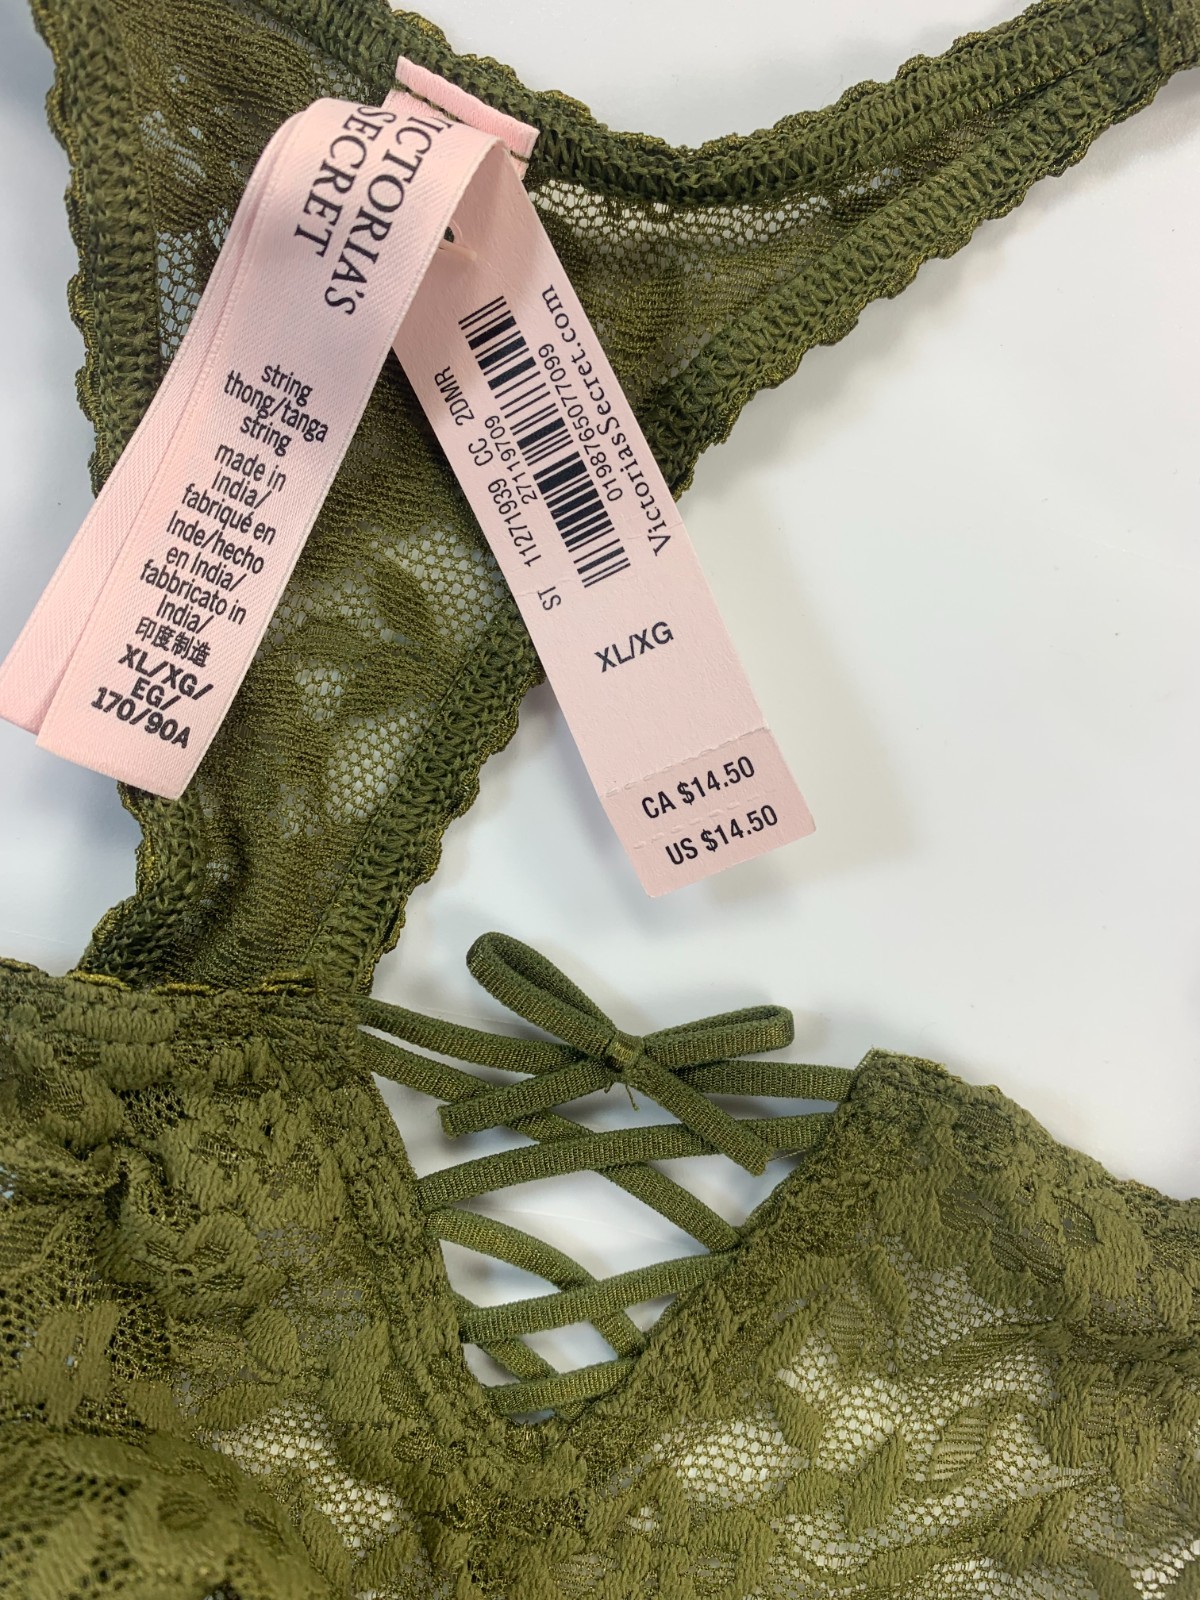 VICTORIA'S
SECRET
string
thong/tanga
string
made in
India/
fabriqué en
Inde/hecho
en India/
fabbricato in
India/
印度制造
XL/XG/
EG/
170/90A
VictoriasSecret.com
019876507709
27119709
ST 11271939 CC 2DMR
XL/XG
CA $14.50
US $14.50